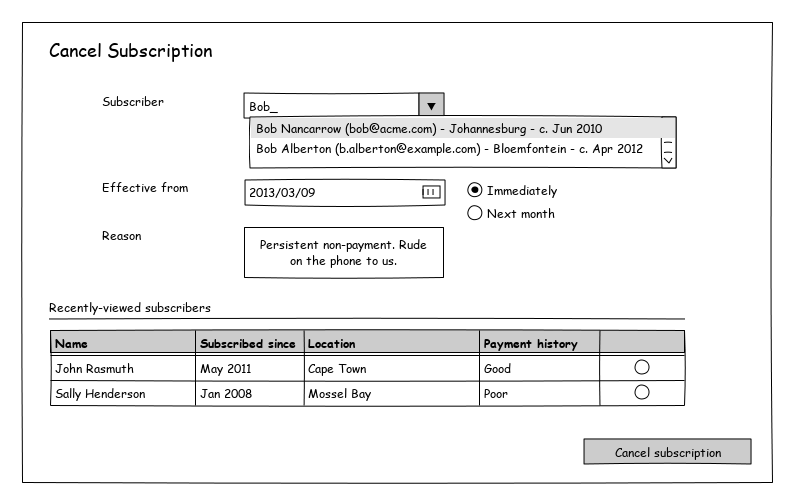 Cancel Subscription
Subscriber
Bob_
Bob Nancarrow (bob@acme.com) - Johannesburg - c. Jun 2010
Bob Alberton (b.alberton@example.com) - Bloemfontein - c. Apr 2012
Effective from
2013/03/09
Immediately
Next month
Reason
Persistent non-payment. Rude
on the phone to us.
Recently-viewed subscribers
Name Subscribed since Location Payment history
John Rasmuth May 2011 Cape Town Good
Sally Henderson Jan 2008 Mossel Bay Poor
Cancel subscription